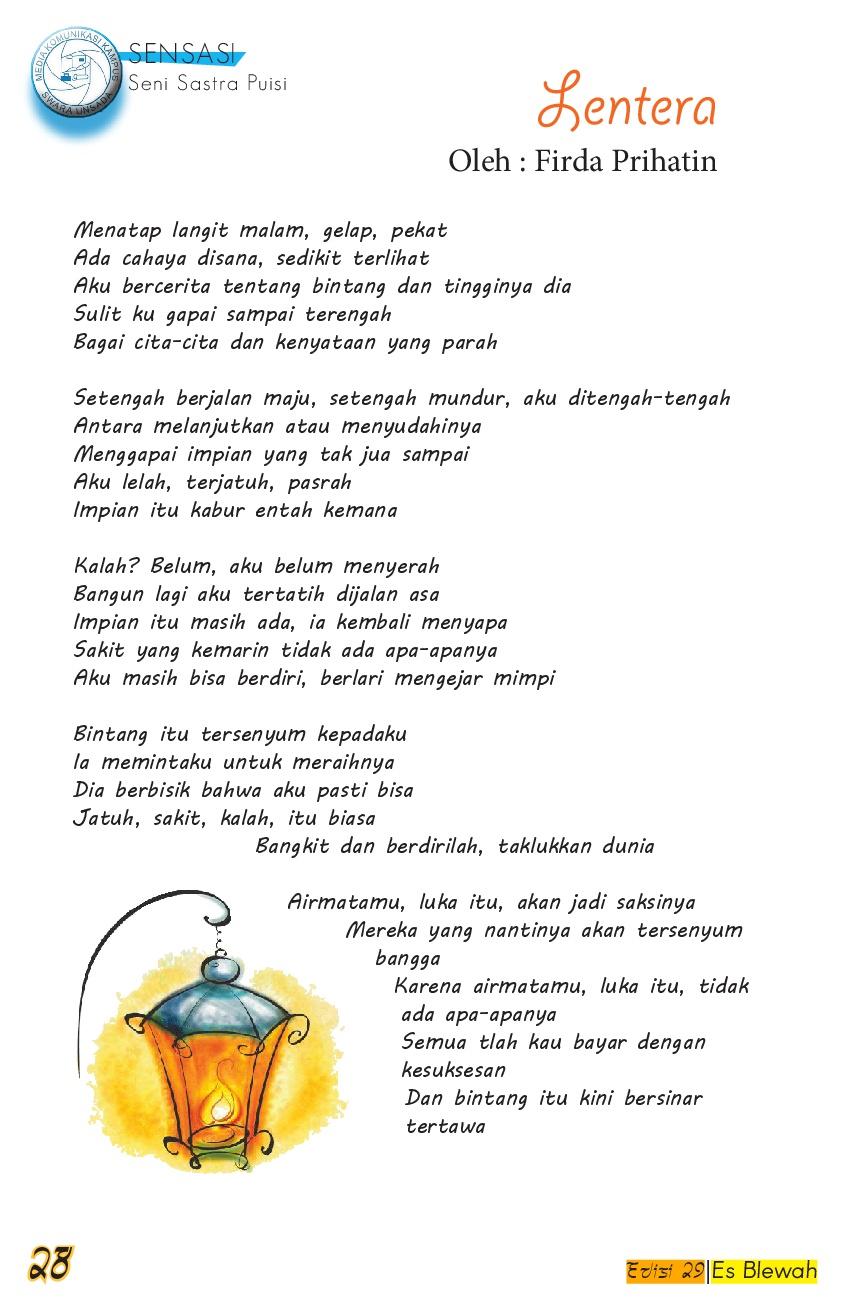 MEDIA KOMUNIKASI KAMPUS
SWARA UNSADA
SENSASI
Seni Sastra Puisi
Lentera
Oleh : Firda Prihatin
Menatap langit malam, gelap, pekat
Ada cahaya disana, sedikit terlihat
Aku bercerita tentang bintang dan tingginya dia
Sulit ku gapai sampai terengah
Bagai cita-cita dan kenyataan yang parah
Setengah berjalan maju, setengah mundur, aku ditengah-tengah
Antara melanjutkan atau menyudahinya
Menggapai impian yang tak jua sampai
Aku lelah, terjatuh, pasrah
Impian itu kabur entah kemana
Kalah? Belum, aku belum menyerah
Bangun lagi aku tertatih dijalan asa
Impian itu masih ada, ia kembali menyapa
Sakit yang kemarin tidak ada apa-apanya
Aku masih bisa berdiri, berlari mengejar mimpi
Bintang itu tersenyum kepadaku
Ia memintaku untuk meraihnya
Dia berbisik bahwa aku pasti bisa
Jatuh, sakit, kalah, itu biasa
Bangkit dan berdirilah, taklukkan dunia
Airmatamu, luka itu, akan jadi saksinya
Mereka yang nantinya akan tersenyum
bangga
Karena airmatamu, luka itu, tidak
ada apa-apanya
Semua tlah kau bayar dengan
kesuksesan
Dan bintang itu kini bersinar
tertawa
28
Edisi 29|Es Blewah